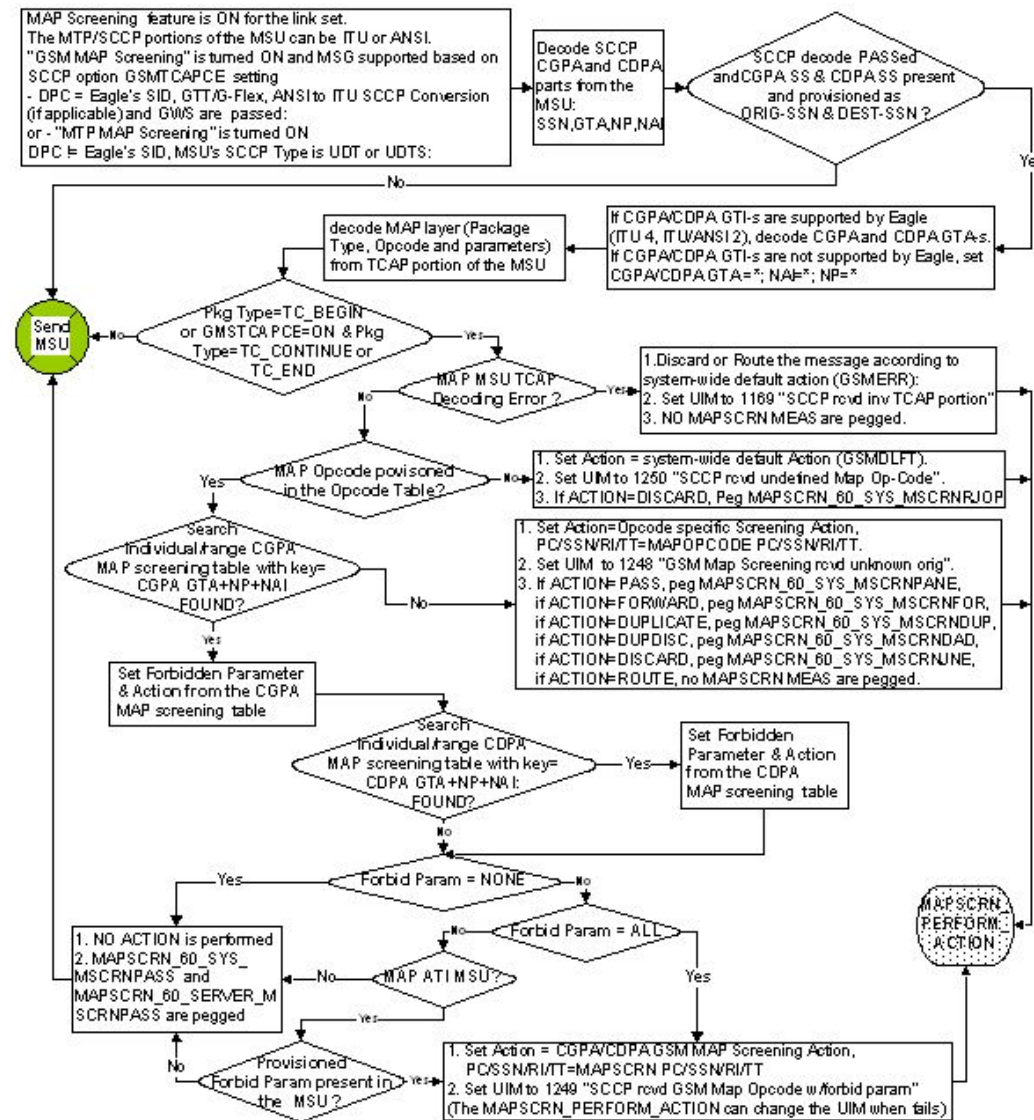 MAP Screening feature is ON for the link set.
The MTP/SCCP portions of the MSU can be ITU or ANSI.
"GSM MAP Screening" is turned ON and MSG supported based on
SCCP option GSMTCAPCE setting
- DPC = Eagle's SID, GTT/G-Flex, ANSI to ITU SCCP Conversion
(if applicable) and GWS are passed:
or - "MTP MAP Screening" is turned ON
DPC != Eagle's SID, MSU's SCCP Type is UDT or UDTS:
Decode SCCP
CGPA and CDPA
parts from the
MSU:
SSN,GTA,NP,NAI
SCCP decode PASSed
and CGPA SS & CDPA SS present
and provisioned as
ORIG-SSN & DEST-SSN ?
Yes
No
If CGPA/CDPA GTI-s are supported by Eagle
(ITU 4, ITU/ANSI 2), decode CGPA and CDPA GTA-s.
If CGPA/CDPA GTI-s are not supported by Eagle, set
CGPA/CDPA GTA=*; NAI=*; NP=*
decode MAP layer (Package
Type, Opcode and parameters)
from TCAP portion of the MSU
Send
MSU
No
Pkg Type=TC_BEGIN
or GMSTCAPCE=ON & Pkg
Type=TC_CONTINUE or
TC_END
Yes
MAP MSU TCAP
Decoding Error ?
Yes
No
1.Discard or Route the message according to
system-wide default action (GSMERR):
2. Set UIM to 1169 "SCCP rcvd inv TCAP portion"
3. NO MAPSCRN MEAS are pegged.
MAP Opcode povisoned
in the Opcode Table?
Yes
No
1. Set Action = system-wide default Action (GSMDLFT).
2. Set UIM to 1250 "SCCP rcvd undefined Map Op-Code".
3. If ACTION=DISCARD, Peg MAPSCRN_60_SYS_MSCRNRJOP
Search
Individual/range CGPA
MAP screening table with key=
CGPA GTA+NP+NAI
FOUND?
No
Yes
1. Set Action=Opcode specific Screening Action,
PC/SSN/RI/TT=MAPOPCODE PC/SSN/RI/TT.
2. Set UIM to 1248 "GSM Map Screening rcvd unknown orig".
3. If ACTION=PASS, peg MAPSCRN_60_SYS_MSCRNPANE,
if ACTION=FORWARD, peg MAPSCRN_60_SYS_MSCRNFOR,
if ACTION=DUPLICATE, peg MAPSCRN_60_SYS_MSCRNDUP,
if ACTION=DUPDISC, peg MAPSCRN_60_SYS_MSCRNDAD,
if ACTION=DISCARD, peg MAPSCRN_60_SYS_MSCRNJNE,
if ACTION=ROUTE, no MAPSCRN MEAS are pegged.
Set Forbidden Parameter
& Action from the CGPA
MAP screening table
Search
Individual/range CDPA
MAP screening table with key=
CDPA GTA+NP+NAI:
FOUND?
Yes
No
Set Forbidden
Parameter & Action
from the CDPA
MAP screening table
Forbid Param = NONE
Yes
No
Forbid Param = ALL
No
Yes
MAPSCRN_
PERFORM_
ACTION
1. NO ACTION is performed
2. MAPSCRN_60_SYS_
MSCRNPASS and
MAPSCRN_60_SERVER_M
SCRNPASS are pegged
No
MAP ATI MSU?
Yes
No
Provisioned
Forbid Param present in
the MSU ?
Yes
1. Set Action = CGPA/CDPA GSM MAP Screening Action,
PC/SSN/RI/TT=MAPSCRN PC/SSN/RI/TT
2. Set UIM to 1249 "SCCP rcvd GSM Map Opcode w/forbid param"
(The MAPSCRN_PERFORM_ACTION can change the UIM when fails)